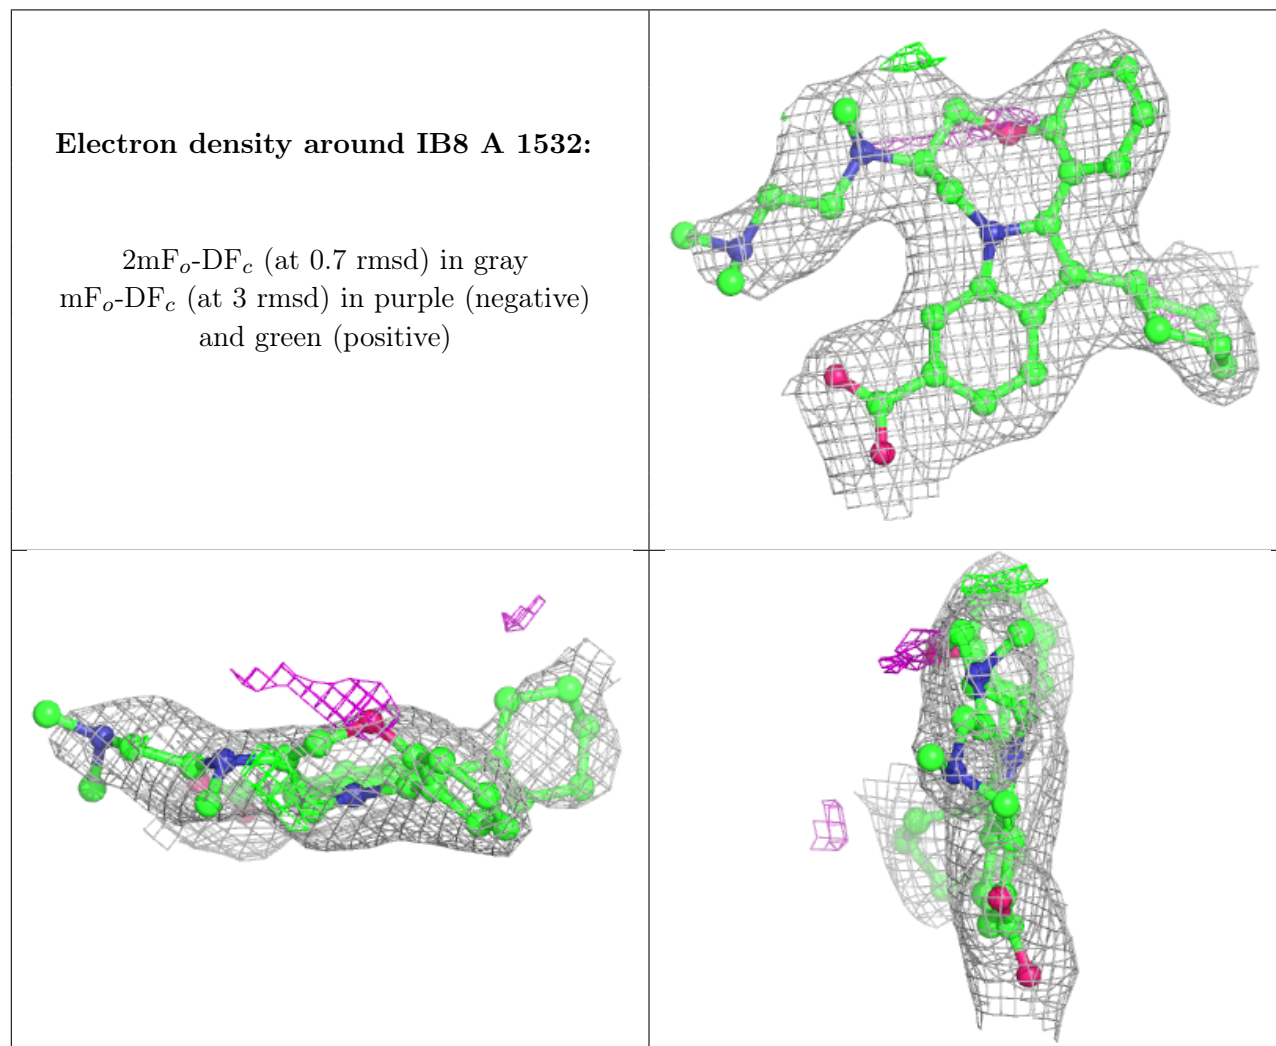 Electron density around IB8 A 1532:
2mFo-DFc (at 0.7 rmsd) in gray
mFo-DFc (at 3 rmsd) in purple (negative)
and green (positive)